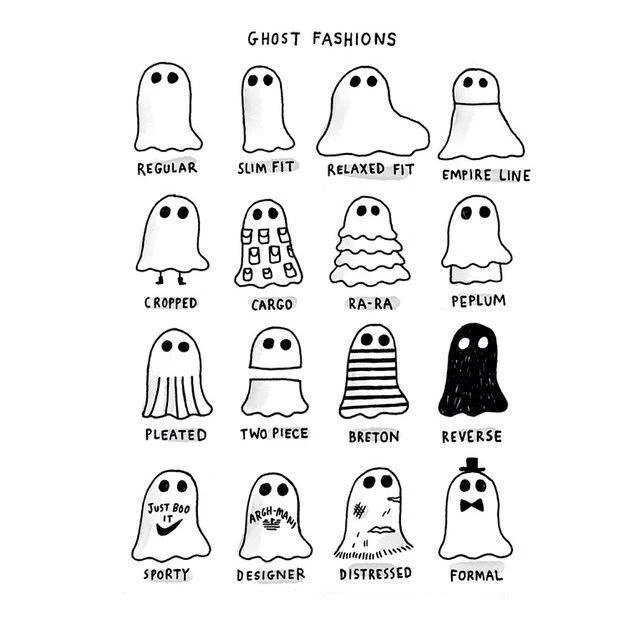 GHOST FASHIONS
REGULAR
SLIM FIT
RELAXED FIT
EMPIRE LINE
CROPPED
CARGO
RA-RA
PEPLUM
PLEATED
TWO PIECE
BRETON
REVERSE
JUST BOO
IT
ARGH-MANI
SPORTY
DESIGNER
DISTRESSED
FORMAL